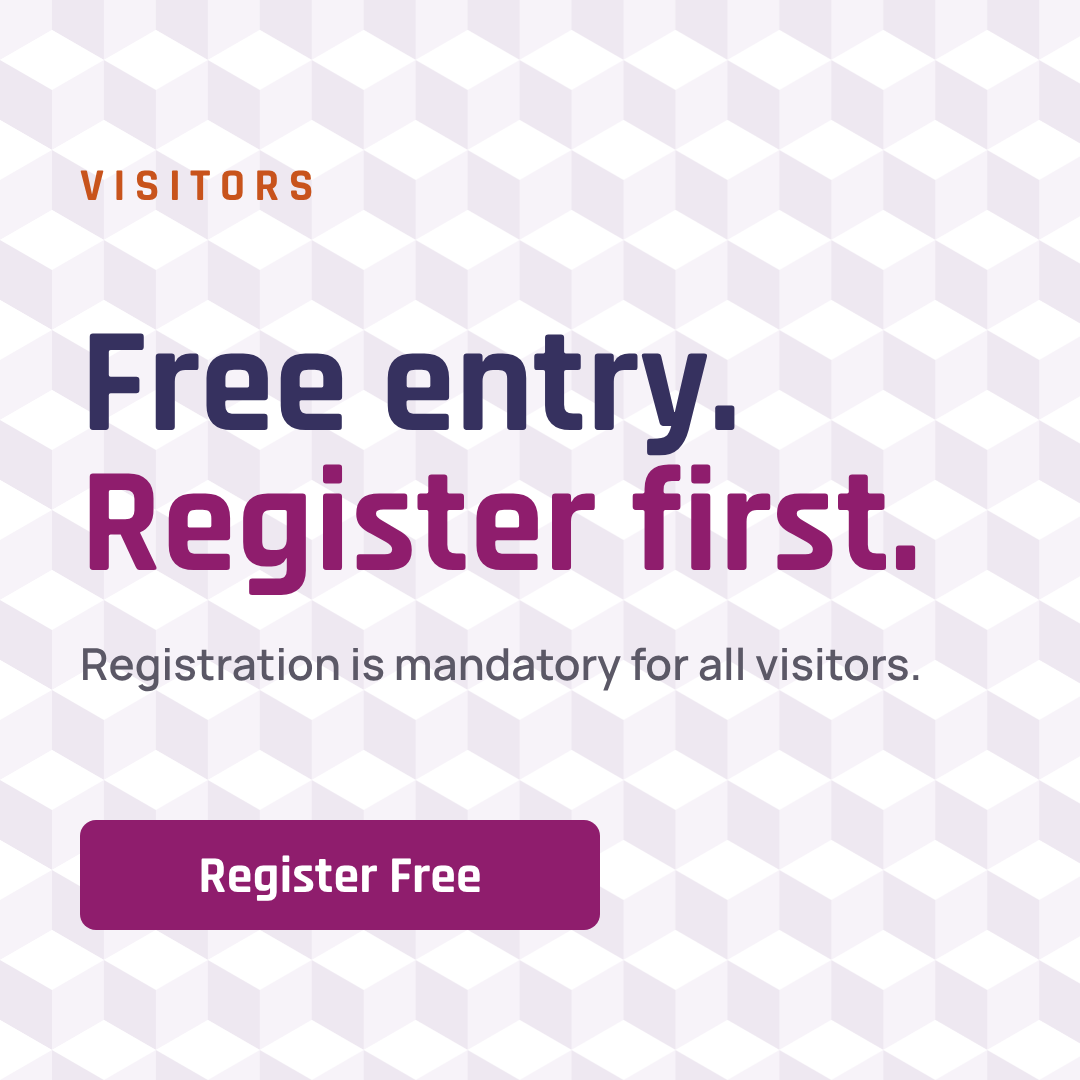 VISITORS
Free entry.
Register first.
Registration is mandatory for all visitors.
Register Free